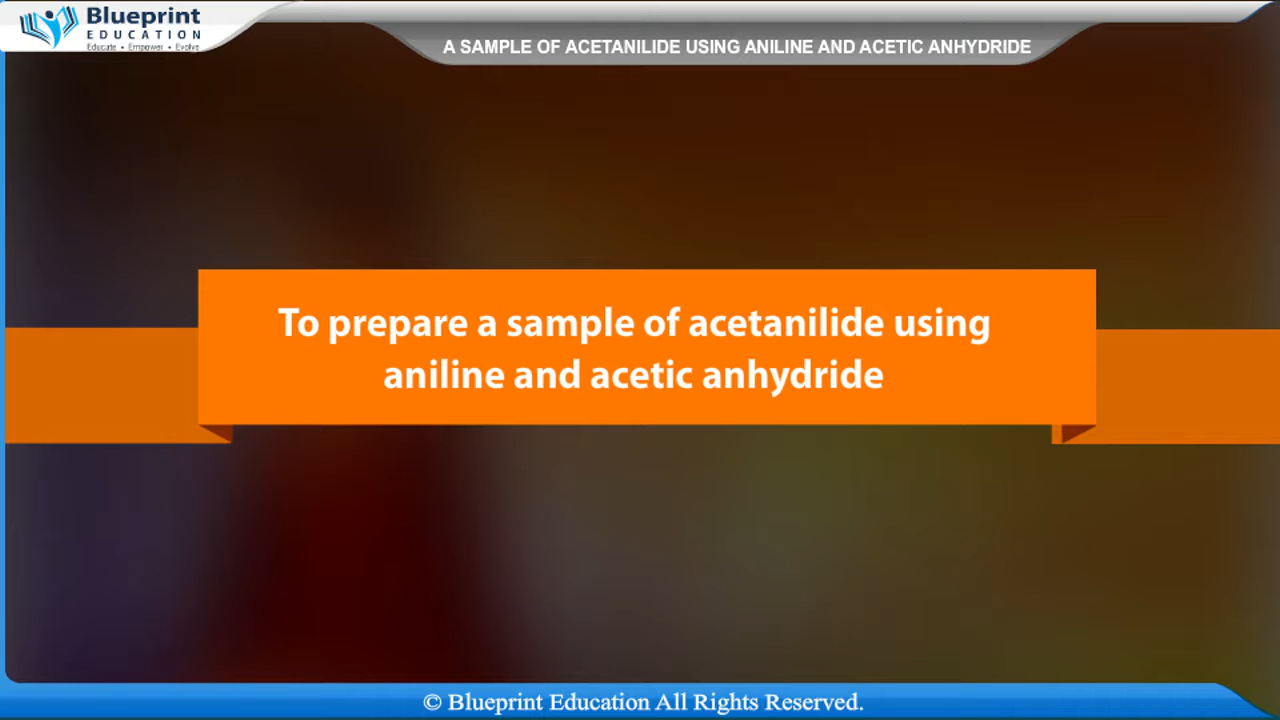 Blueprint
EDUCATION
Educate • Empower • Evolve
A SAMPLE OF ACETANILIDE USING ANILINE AND ACETIC ANHYDRIDE
To prepare a sample of acetanilide using
aniline and acetic anhydride
© Blueprint Education All Rights Reserved.